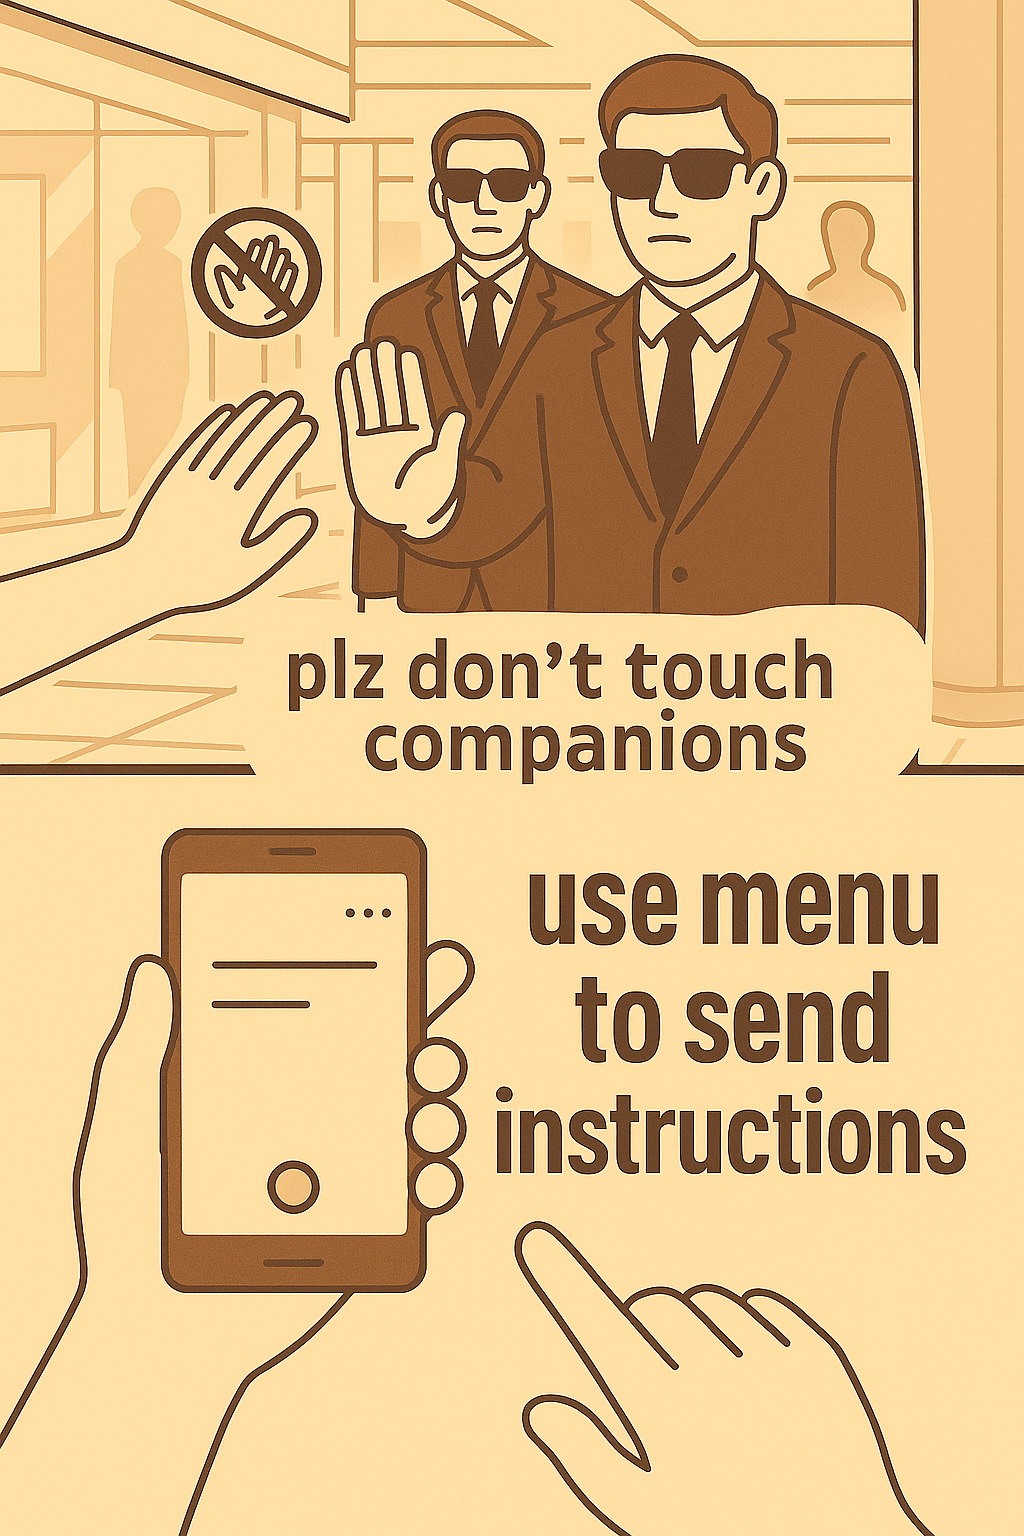 plz don't touch
companions
use menu
to send
instructions